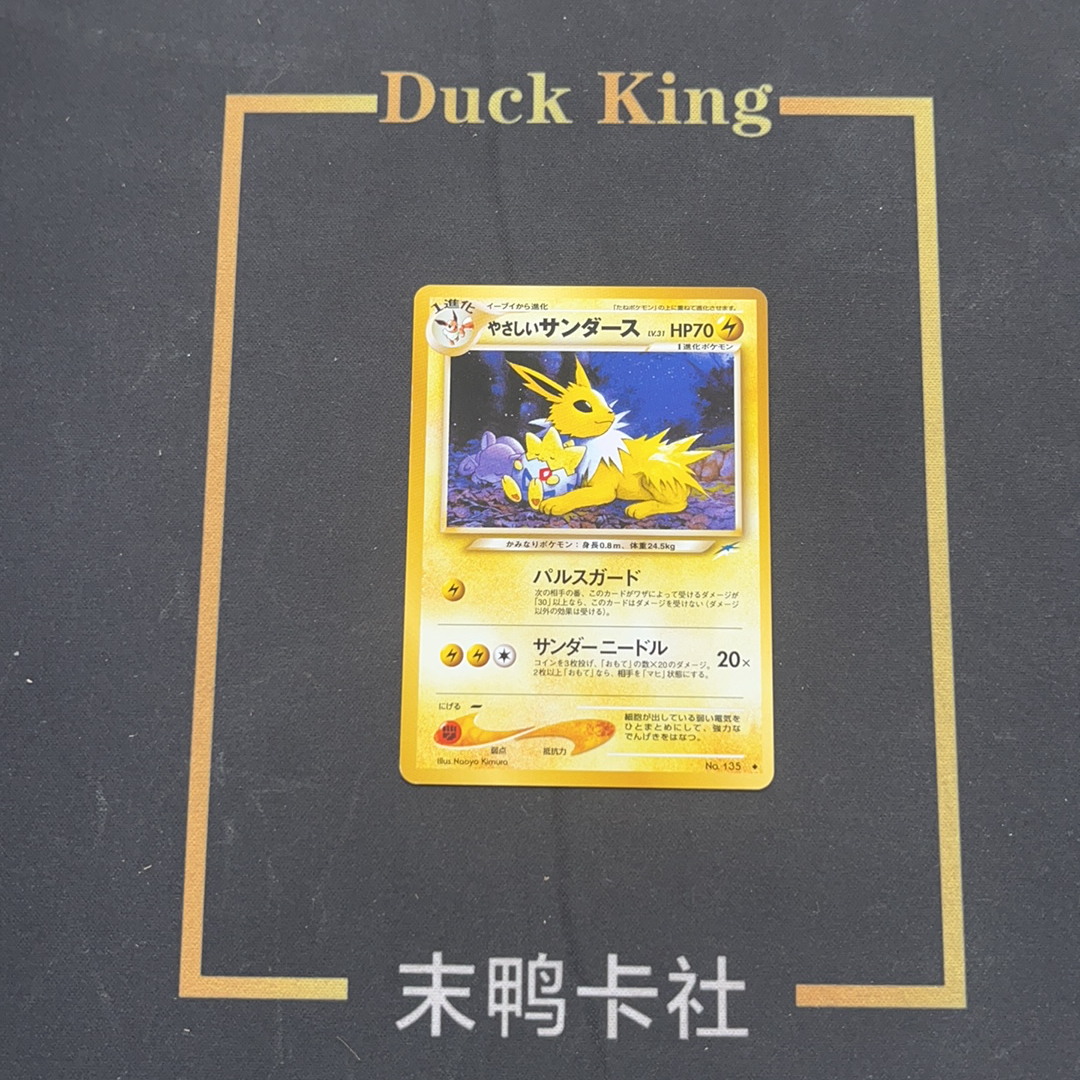 Duck King
1進化
イーブイから進化
「たねポケモン」の上に重ねて進化させます。
やさしいサンダース LV.31 HP70
1進化ポケモン
かみなりポケモン：身長0.8m、体重24.5kg
パルスガード
次の相手の番、このカードがワザによって受けるダメージが
「30」以上なら、このカードはダメージを受けない（ダメージ
以外の効果は受ける）。
サンダーニードル 20×
コインを3枚投げ、「おもて」の数×20のダメージ。
2枚以上「おもて」なら、相手を「マヒ」状態にする。
にげる
弱点 抵抗力
細胞が出している弱い電気を
ひとまとめにして、強力な
でんげきをはなつ。
Illus. Naoyo Kimura
No. 135
末鸭卡社